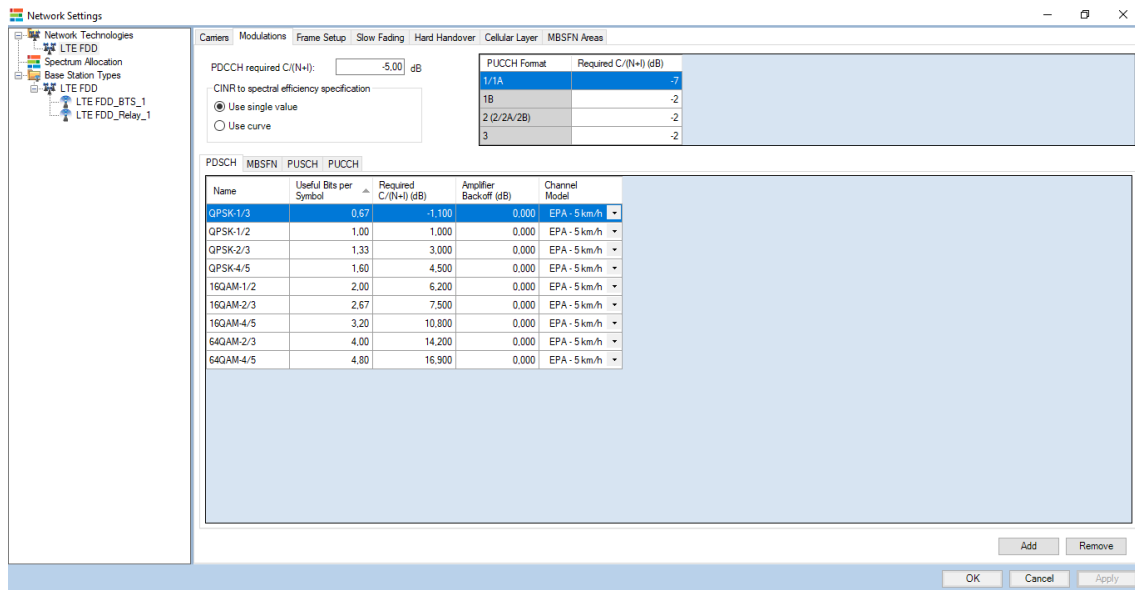 Network Settings
Network Technologies
LTE FDD
Spectrum Allocation
Base Station Types
LTE FDD
LTE FDD_BTS_1
LTE FDD_Relay_1
Carriers Modulations Frame Setup Slow Fading Hard Handover Cellular Layer MBSFN Areas
PDCCH required C/(N+I): -5,00 dB
CINR to spectral efficiency specification
Use single value
Use curve
PUCCH Format Required C/(N+I) (dB)
1/1A -7
1B -2
2 (2/2A/2B) -2
3 -2
PDSCH MBSFN PUSCH PUCCH
Name Useful Bits per Symbol Required C/(N+I) (dB) Amplifier Backoff (dB) Channel Model
QPSK-1/3 0,67 -1,100 0,000 EPA - 5 km/h
QPSK-1/2 1,00 1,000 0,000 EPA - 5 km/h
QPSK-2/3 1,33 3,000 0,000 EPA - 5 km/h
QPSK-4/5 1,60 4,500 0,000 EPA - 5 km/h
16QAM-1/2 2,00 6,200 0,000 EPA - 5 km/h
16QAM-2/3 2,67 7,500 0,000 EPA - 5 km/h
16QAM-4/5 3,20 10,800 0,000 EPA - 5 km/h
64QAM-2/3 4,00 14,200 0,000 EPA - 5 km/h
64QAM-4/5 4,80 16,900 0,000 EPA - 5 km/h
Add Remove
OK Cancel Apply